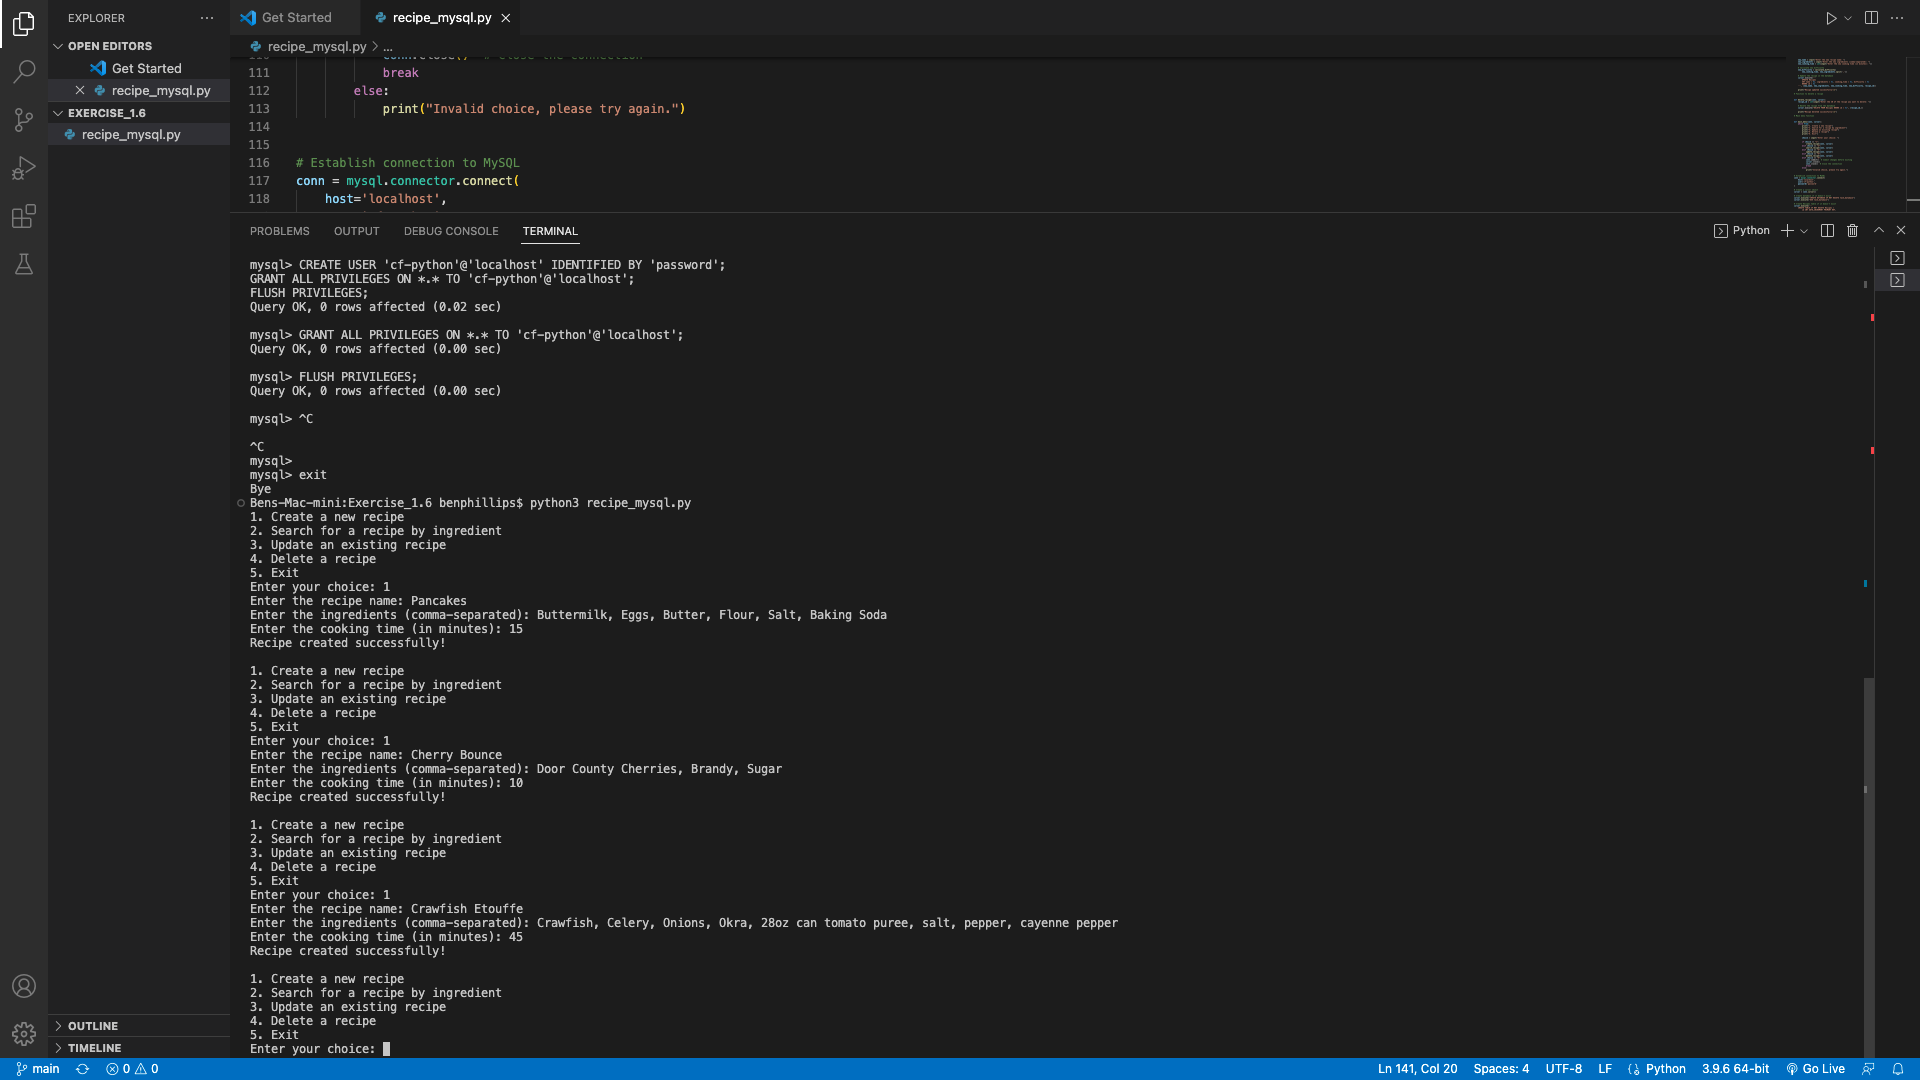 EXPLORER
Get Started
recipe_mysql.py
OPEN EDITORS
Get Started
recipe_mysql.py
EXERCISE_1.6
recipe_mysql.py
recipe_mysql.py > ...
111 break
112 else:
113 print("Invalid choice, please try again.")
114
115
116 # Establish connection to MySQL
117 conn = mysql.connector.connect(
118 host='localhost',
PROBLEMS OUTPUT DEBUG CONSOLE TERMINAL
Python
mysql> CREATE USER 'cf-python'@'localhost' IDENTIFIED BY 'password';
GRANT ALL PRIVILEGES ON *.* TO 'cf-python'@'localhost';
FLUSH PRIVILEGES;
Query OK, 0 rows affected (0.02 sec)
mysql> GRANT ALL PRIVILEGES ON *.* TO 'cf-python'@'localhost';
Query OK, 0 rows affected (0.00 sec)
mysql> FLUSH PRIVILEGES;
Query OK, 0 rows affected (0.00 sec)
mysql> ^C
^C
mysql>
mysql> exit
Bye
Bens-Mac-mini:Exercise_1.6 benphillips$ python3 recipe_mysql.py
1. Create a new recipe
2. Search for a recipe by ingredient
3. Update an existing recipe
4. Delete a recipe
5. Exit
Enter your choice: 1
Enter the recipe name: Pancakes
Enter the ingredients (comma-separated): Buttermilk, Eggs, Butter, Flour, Salt, Baking Soda
Enter the cooking time (in minutes): 15
Recipe created successfully!
1. Create a new recipe
2. Search for a recipe by ingredient
3. Update an existing recipe
4. Delete a recipe
5. Exit
Enter your choice: 1
Enter the recipe name: Cherry Bounce
Enter the ingredients (comma-separated): Door County Cherries, Brandy, Sugar
Enter the cooking time (in minutes): 10
Recipe created successfully!
1. Create a new recipe
2. Search for a recipe by ingredient
3. Update an existing recipe
4. Delete a recipe
5. Exit
Enter your choice: 1
Enter the recipe name: Crawfish Etouffe
Enter the ingredients (comma-separated): Crawfish, Celery, Onions, Okra, 28oz can tomato puree, salt, pepper, cayenne pepper
Enter the cooking time (in minutes): 45
Recipe created successfully!
1. Create a new recipe
2. Search for a recipe by ingredient
3. Update an existing recipe
4. Delete a recipe
5. Exit
Enter your choice:
OUTLINE
TIMELINE
main 0 0 Ln 141, Col 20 Spaces: 4 UTF-8 LF Python 3.9.6 64-bit Go Live